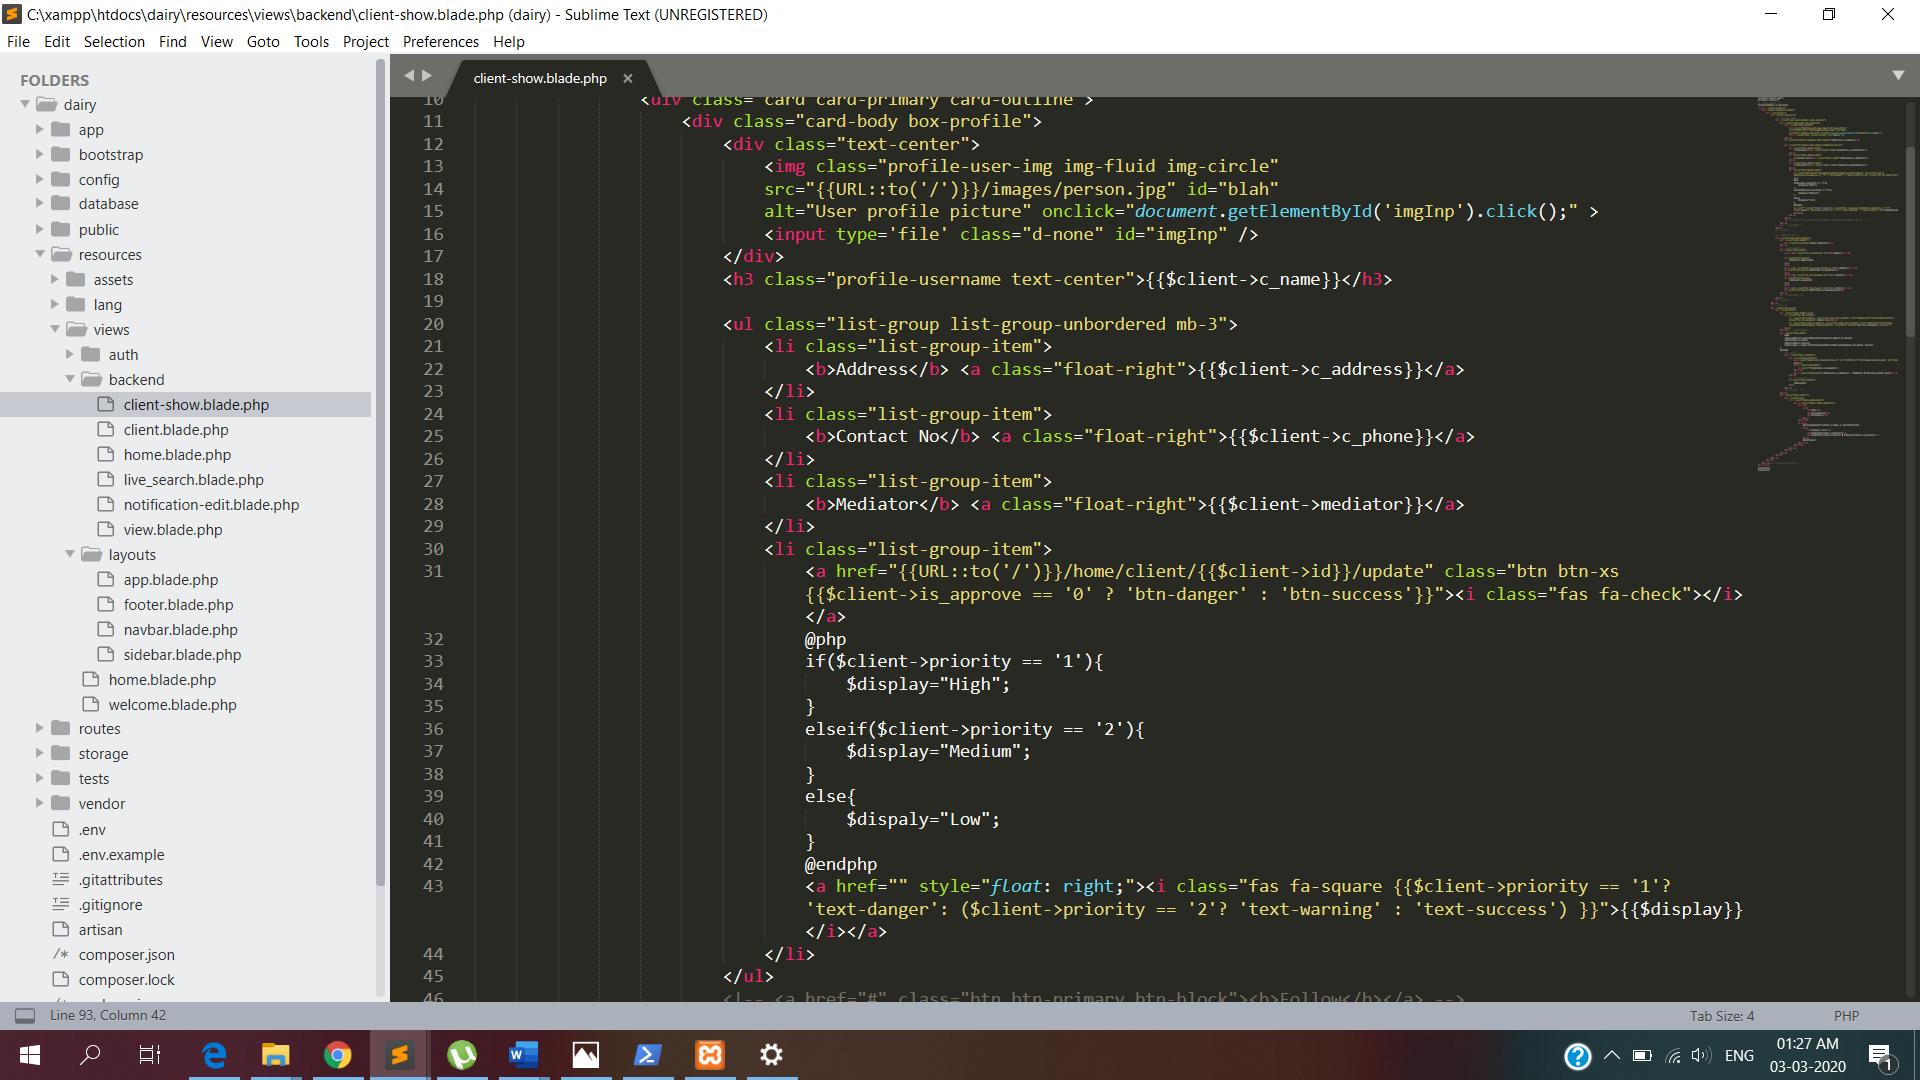 C:\xampp\htdocs\dairy\resources\views\backend\client-show.blade.php (dairy) - Sublime Text (UNREGISTERED)
File Edit Selection Find View Goto Tools Project Preferences Help
FOLDERS
dairy
app
bootstrap
config
database
public
resources
assets
lang
views
auth
backend
client-show.blade.php
client.blade.php
home.blade.php
live_search.blade.php
notification-edit.blade.php
view.blade.php
layouts
app.blade.php
footer.blade.php
navbar.blade.php
sidebar.blade.php
home.blade.php
welcome.blade.php
routes
storage
tests
vendor
.env
.env.example
.gitattributes
.gitignore
artisan
composer.json
composer.lock
client-show.blade.php
10 <div class="card card-primary card-outline">
11 <div class="card-body box-profile">
12 <div class="text-center">
13 <img class="profile-user-img img-fluid img-circle"
14 src="{{URL::to('/')}}/images/person.jpg" id="blah"
15 alt="User profile picture" onclick="document.getElementById('imgInp').click();" >
16 <input type='file' class="d-none" id="imgInp" />
17 </div>
18 <h3 class="profile-username text-center">{{$client->c_name}}</h3>
19
20 <ul class="list-group list-group-unbordered mb-3">
21 <li class="list-group-item">
22 <b>Address</b> <a class="float-right">{{$client->c_address}}</a>
23 </li>
24 <li class="list-group-item">
25 <b>Contact No</b> <a class="float-right">{{$client->c_phone}}</a>
26 </li>
27 <li class="list-group-item">
28 <b>Mediator</b> <a class="float-right">{{$client->mediator}}</a>
29 </li>
30 <li class="list-group-item">
31 <a href="{{URL::to('/')}}/home/client/{{$client->id}}/update" class="btn btn-xs
{{$client->is_approve == '0' ? 'btn-danger' : 'btn-success'}}"><i class="fas fa-check"></i>
</a>
32 @php
33 if($client->priority == '1'){
34 $display="High";
35 }
36 elseif($client->priority == '2'){
37 $display="Medium";
38 }
39 else{
40 $dispaly="Low";
41 }
42 @endphp
43 <a href="" style="float: right;"><i class="fas fa-square {{$client->priority == '1'?
'text-danger': ($client->priority == '2'? 'text-warning' : 'text-success') }}">{{$display}}
</i></a>
44 </li>
45 </ul>
46 <!-- <a href="#" class="btn btn-primary btn-block"><b>Follow</b></a> -->
Line 93, Column 42
Tab Size: 4
PHP
ENG
01:27 AM
03-03-2020
1